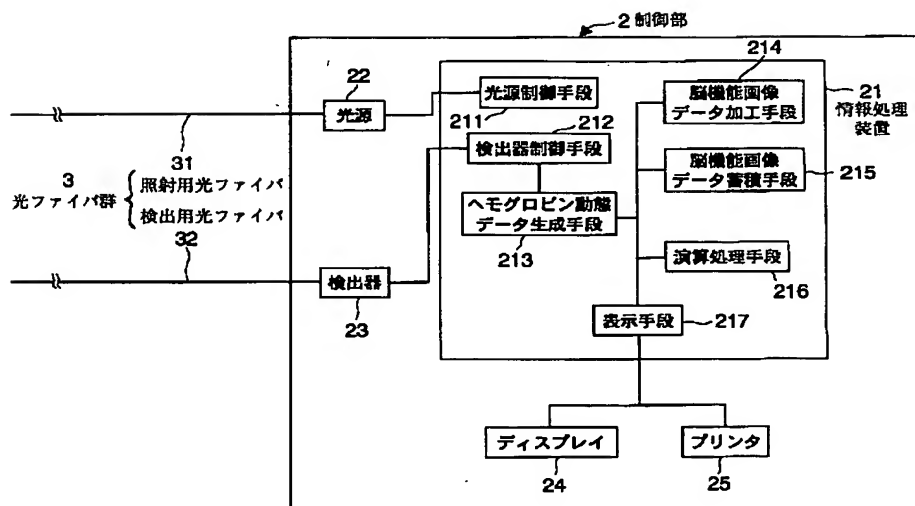 2 制御部
22
光源
光源制御手段
211
212
検出器制御手段
214
脳機能画像
データ加工手段
21
情報処理
装置
31
3
光ファイバ群
照射用光ファイバ
検出用光ファイバ
32
ヘモグロビン動態
データ生成手段
213
脳機能画像
データ蓄積手段
215
検出器
23
演算処理手段
216
表示手段
217
ディスプレイ
24
プリンタ
25